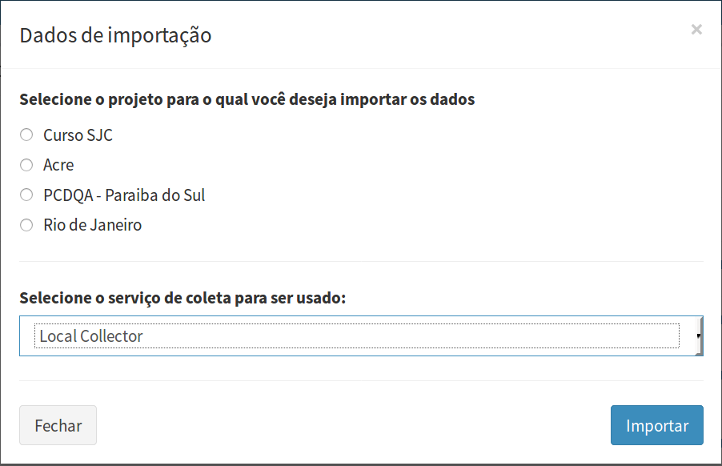 Dados de importação
×
Selecione o projeto para o qual você deseja importar os dados
Curso SJC
Acre
PCDQA - Paraiba do Sul
Rio de Janeiro
Selecione o serviço de coleta para ser usado:
Local Collector
Fechar
Importar